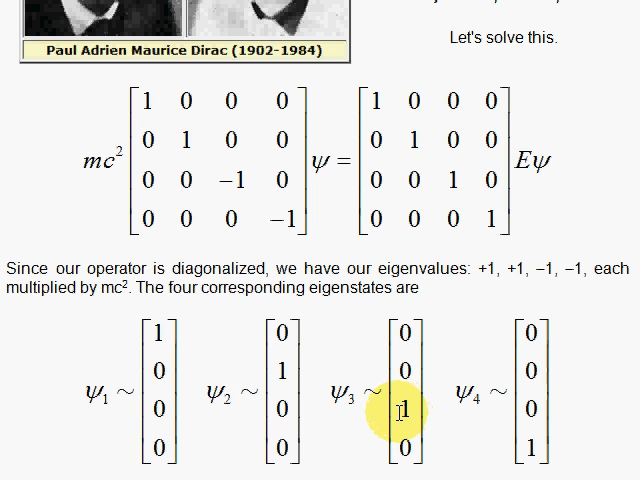 Paul Adrien Maurice Dirac (1902-1984)
Let's solve this.
mc² [1 0 0 0; 0 1 0 0; 0 0 −1 0; 0 0 0 −1] ψ = [1 0 0 0; 0 1 0 0; 0 0 1 0; 0 0 0 1] Eψ
Since our operator is diagonalized, we have our eigenvalues: +1, +1, –1, –1, each
multiplied by mc². The four corresponding eigenstates are
ψ₁ ~ [1; 0; 0; 0] ψ₂ ~ [0; 1; 0; 0] ψ₃ ~ [0; 0; 1; 0] ψ₄ ~ [0; 0; 0; 1]